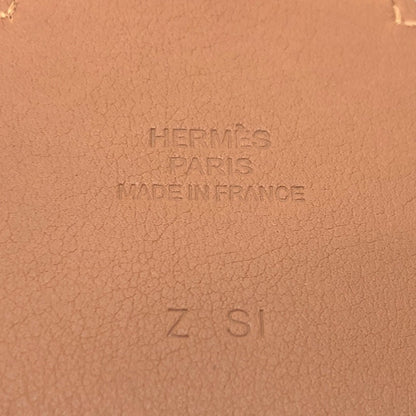 HERMÈS
PARIS
MADE IN FRANCE
Z SI